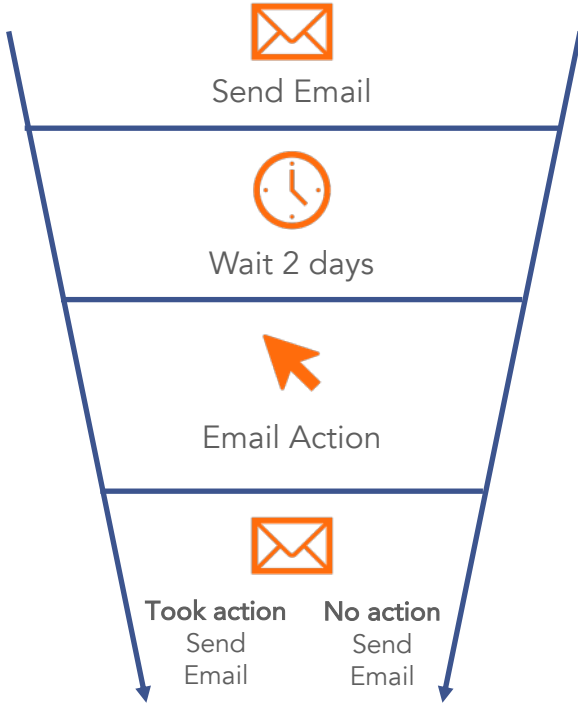 Send Email
Wait 2 days
Email Action
Took action No action
Send Send
Email Email